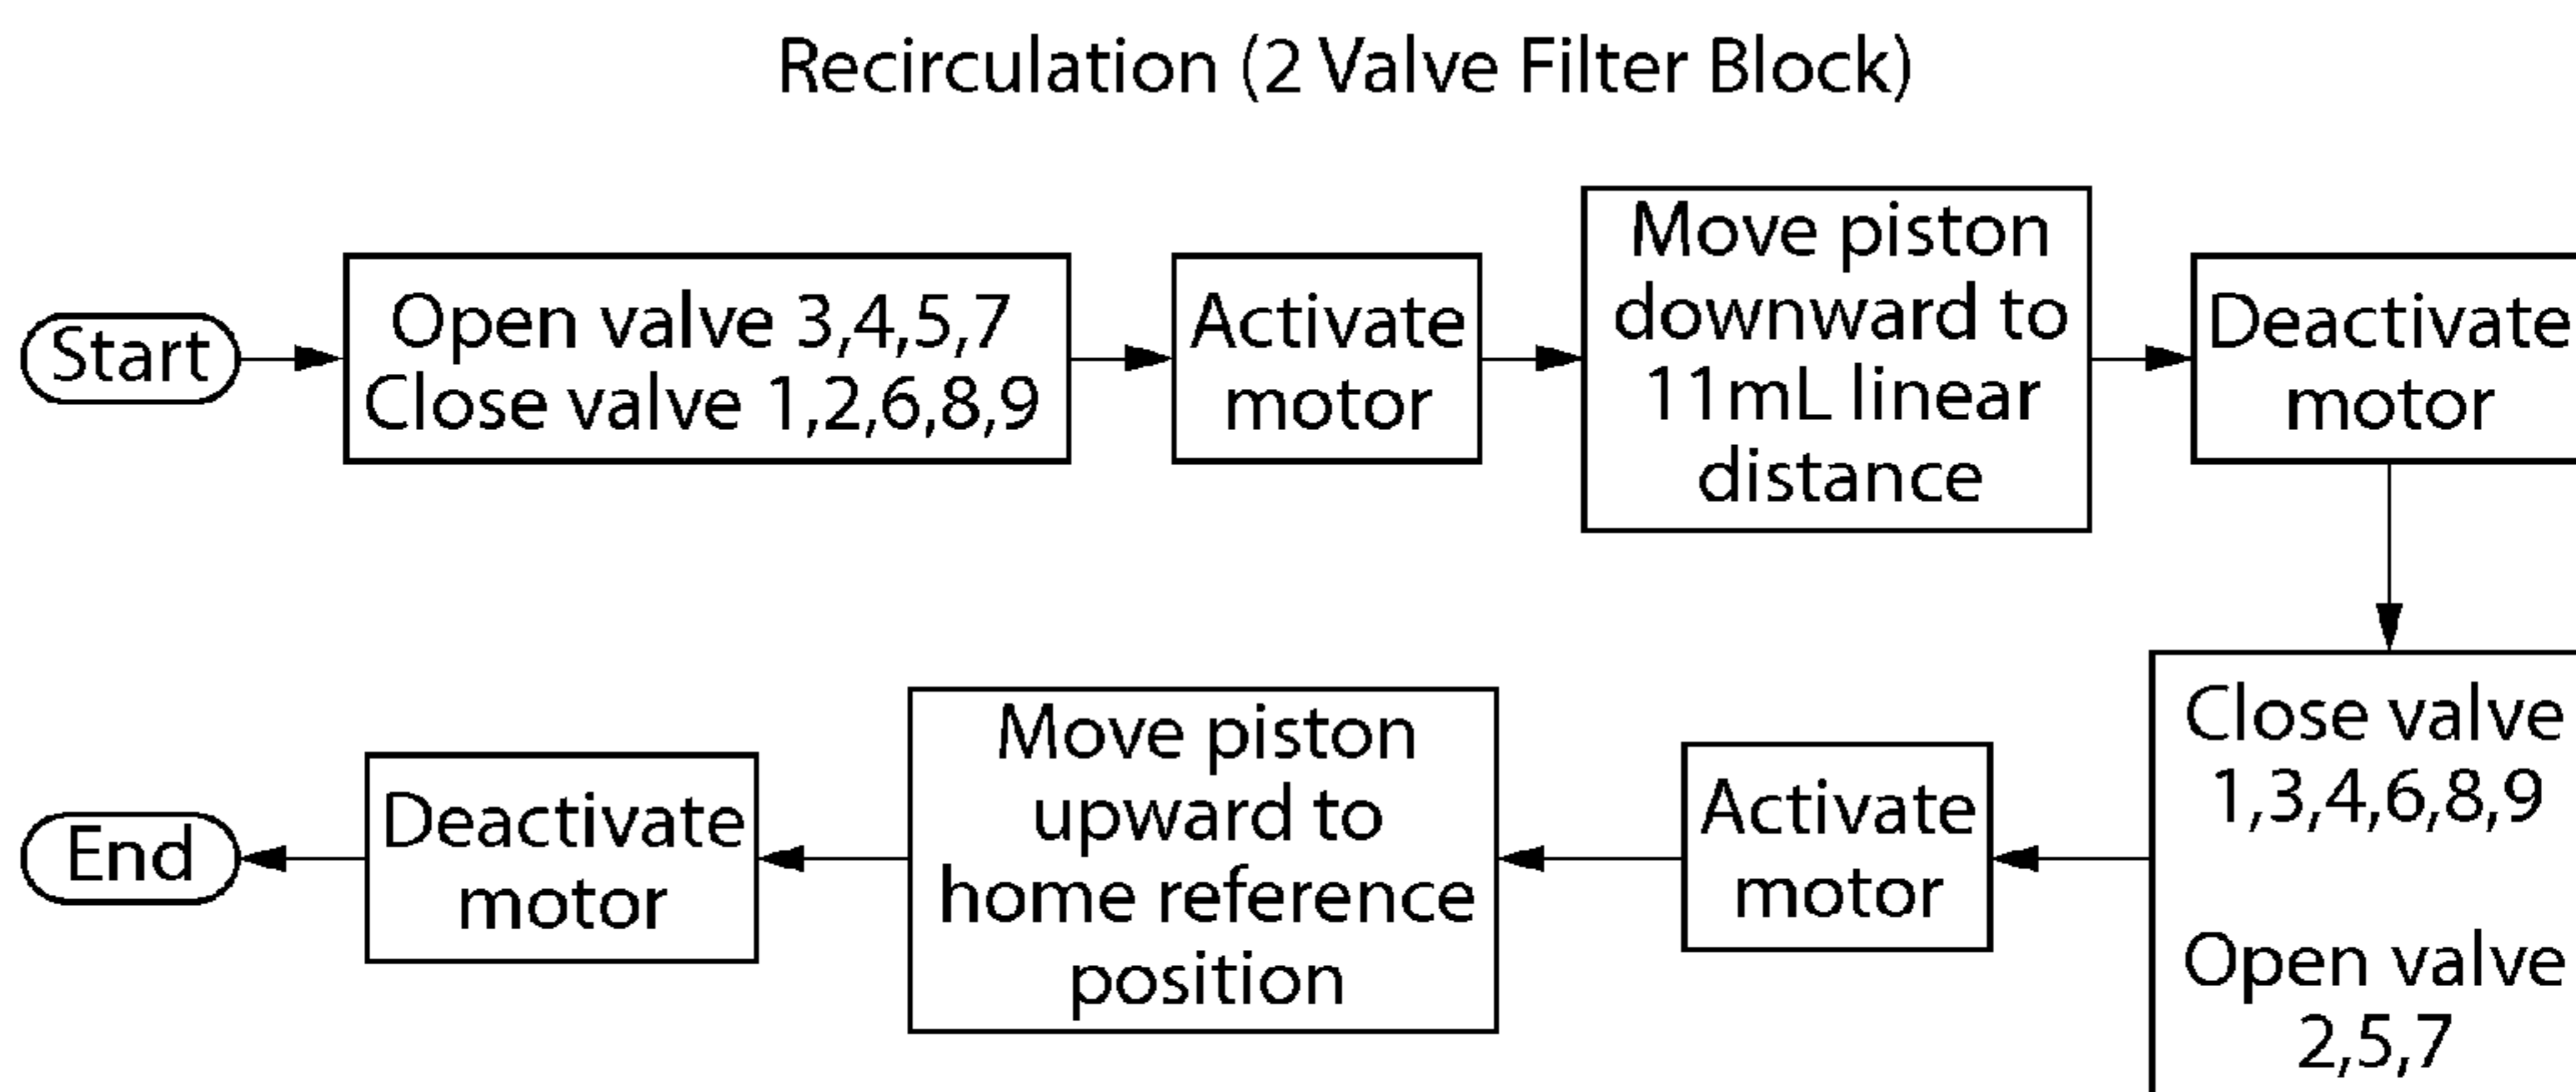 Recirculation (2 Valve Filter Block)
Start
Open valve 3,4,5,7
Close valve 1,2,6,8,9
Activate
motor
Move piston
downward to
11mL linear
distance
Deactivate
motor
Close valve
1,3,4,6,8,9
Open valve
2,5,7
Activate
motor
Move piston
upward to
home reference
position
Deactivate
motor
End